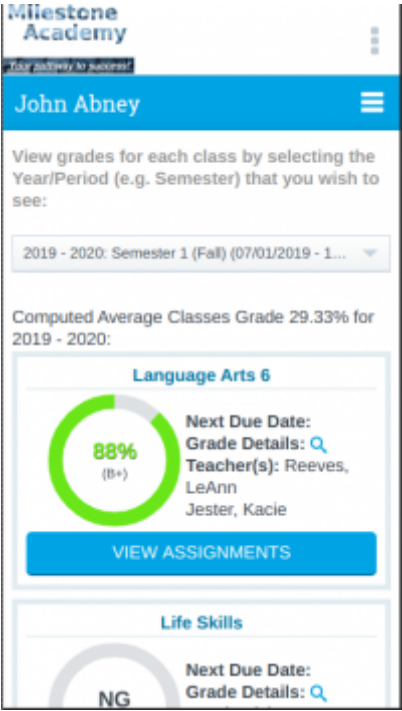 Milestone
Academy
Your pathway to success!
John Abney
View grades for each class by selecting the
Year/Period (e.g. Semester) that you wish to
see:
2019 - 2020: Semester 1 (Fall) (07/01/2019 - 1...
Computed Average Classes Grade 29.33% for
2019 - 2020:
Language Arts 6
88%
(B+)
Next Due Date:
Grade Details:
Teacher(s): Reeves,
LeAnn
Jester, Kacie
VIEW ASSIGNMENTS
Life Skills
NG
Next Due Date:
Grade Details: